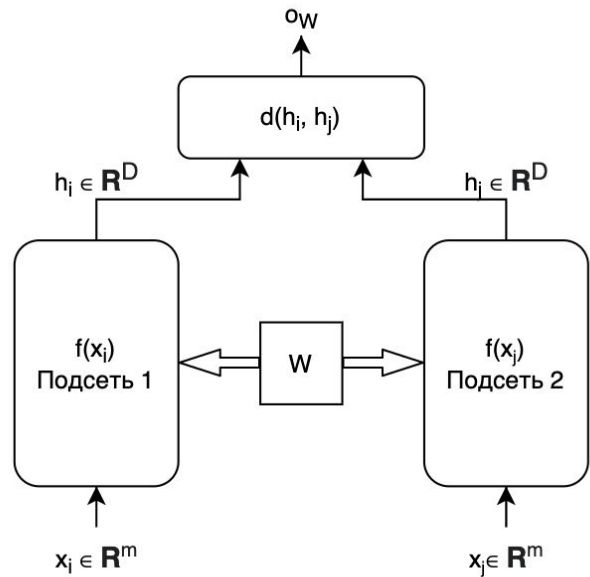 o_W
d(h_i, h_j)
h_i ∈ R^D
h_j ∈ R^D
f(x_i)
Подсеть 1
W
f(x_j)
Подсеть 2
x_i ∈ R^m
x_j∈ R^m